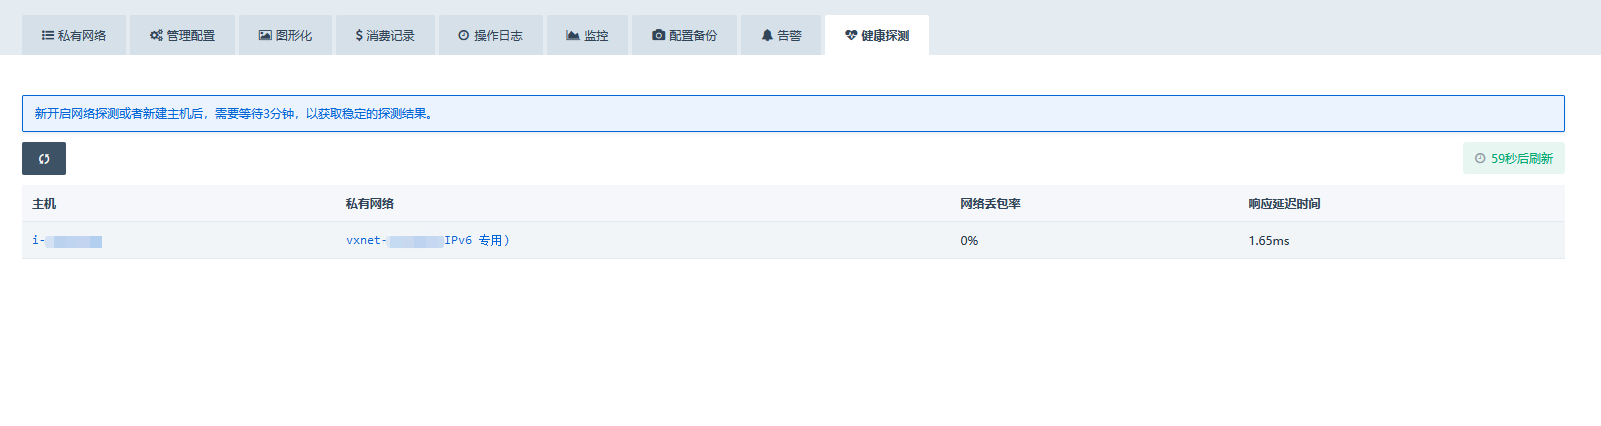 私有网络 管理配置 图形化 $ 消费记录 操作日志 监控 配置备份 告警 健康探测
新开启网络探测或者新建主机后，需要等待3分钟，以获取稳定的探测结果。
59秒后刷新
主机 私有网络 网络丢包率 响应延迟时间
i- vxnet- IPv6 专用） 0% 1.65ms